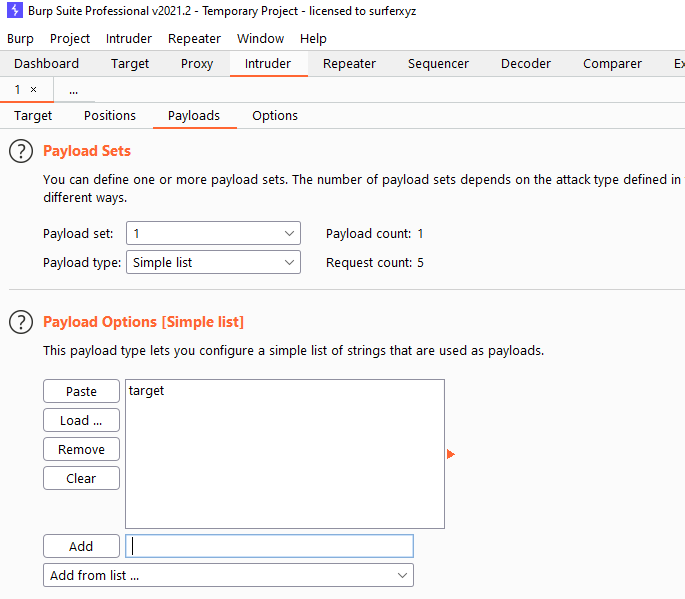 Burp Suite Professional v2021.2 - Temporary Project - licensed to surferxyz
Burp Project Intruder Repeater Window Help
Dashboard Target Proxy Intruder Repeater Sequencer Decoder Comparer Ex
1 × ...
Target Positions Payloads Options
? Payload Sets
You can define one or more payload sets. The number of payload sets depends on the attack type defined in
different ways.
Payload set: 1 Payload count: 1
Payload type: Simple list Request count: 5
? Payload Options [Simple list]
This payload type lets you configure a simple list of strings that are used as payloads.
Paste target
Load ...
Remove
Clear
Add
Add from list ...